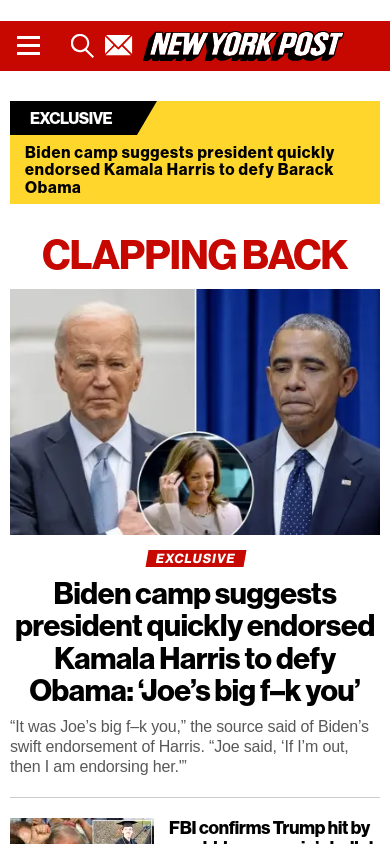 NEW YORK POST
EXCLUSIVE
Biden camp suggests president quickly
endorsed Kamala Harris to defy Barack
Obama
CLAPPING BACK
EXCLUSIVE
Biden camp suggests
president quickly endorsed
Kamala Harris to defy
Obama: ‘Joe’s big f–k you’
“It was Joe’s big f–k you,” the source said of Biden’s
swift endorsement of Harris. “Joe said, ‘If I’m out,
then I am endorsing her.'”
FBI confirms Trump hit by